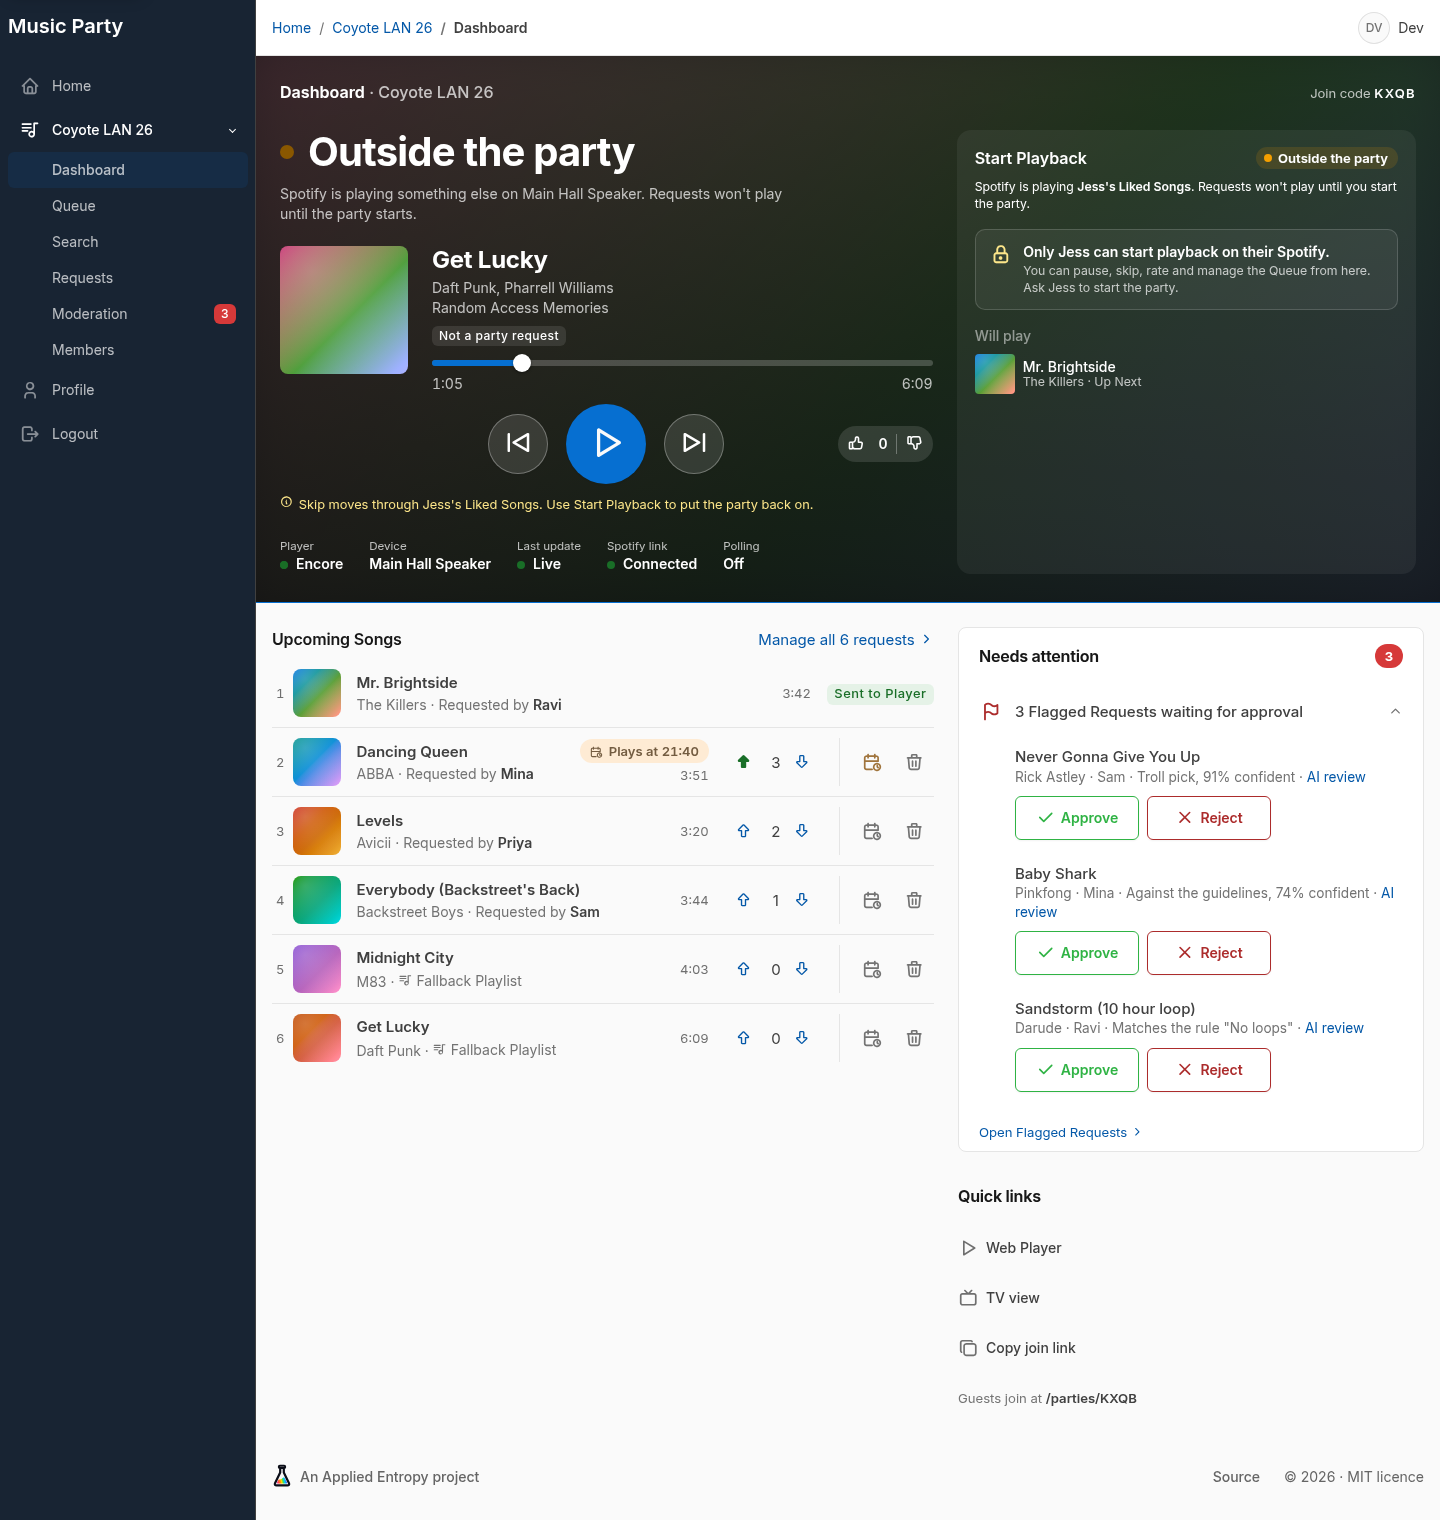 Music Party
Home
Coyote LAN 26
Dashboard
Queue
Search
Requests
Moderation 3
Members
Profile
Logout
Home / Coyote LAN 26 / Dashboard
DV Dev
Dashboard · Coyote LAN 26
Join code KXQB
Outside the party
Spotify is playing something else on Main Hall Speaker. Requests won't play
until the party starts.
Get Lucky
Daft Punk, Pharrell Williams
Random Access Memories
Not a party request
1:05 6:09
0
Skip moves through Jess's Liked Songs. Use Start Playback to put the party back on.
Player Device Last update Spotify link Polling
Encore Main Hall Speaker Live Connected Off
Start Playback Outside the party
Spotify is playing Jess's Liked Songs. Requests won't play until you start
the party.
Only Jess can start playback on their Spotify.
You can pause, skip, rate and manage the Queue from here.
Ask Jess to start the party.
Will play
Mr. Brightside
The Killers · Up Next
Upcoming Songs Manage all 6 requests
1 Mr. Brightside 3:42 Sent to Player
The Killers · Requested by Ravi
2 Dancing Queen Plays at 21:40 3
ABBA · Requested by Mina 3:51
3 Levels 3:20 2
Avicii · Requested by Priya
4 Everybody (Backstreet's Back) 3:44 1
Backstreet Boys · Requested by Sam
5 Midnight City 4:03 0
M83 · Fallback Playlist
6 Get Lucky 6:09 0
Daft Punk · Fallback Playlist
Needs attention 3
3 Flagged Requests waiting for approval
Never Gonna Give You Up
Rick Astley · Sam · Troll pick, 91% confident · AI review
Approve Reject
Baby Shark
Pinkfong · Mina · Against the guidelines, 74% confident · AI
review
Approve Reject
Sandstorm (10 hour loop)
Darude · Ravi · Matches the rule "No loops" · AI review
Approve Reject
Open Flagged Requests
Quick links
Web Player
TV view
Copy join link
Guests join at /parties/KXQB
An Applied Entropy project
Source © 2026 · MIT licence